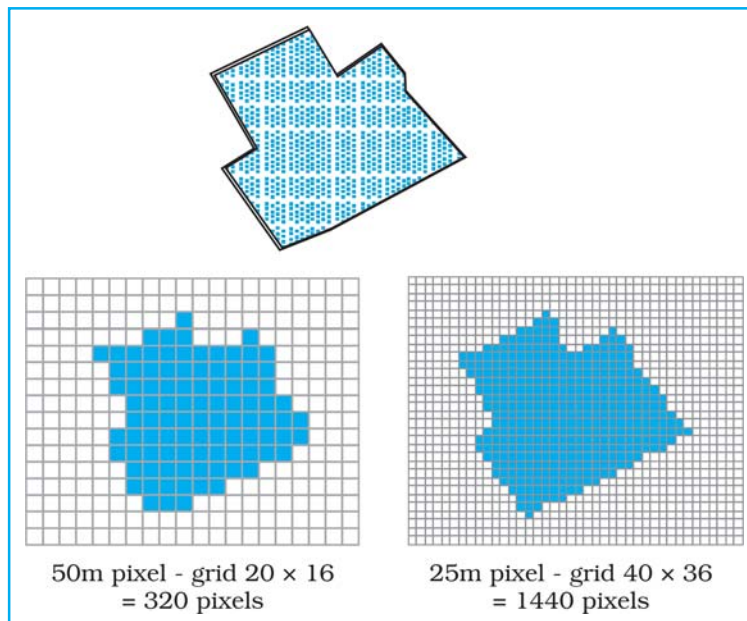 50m pixel - grid 20 × 16
= 320 pixels
25m pixel - grid 40 × 36
= 1440 pixels